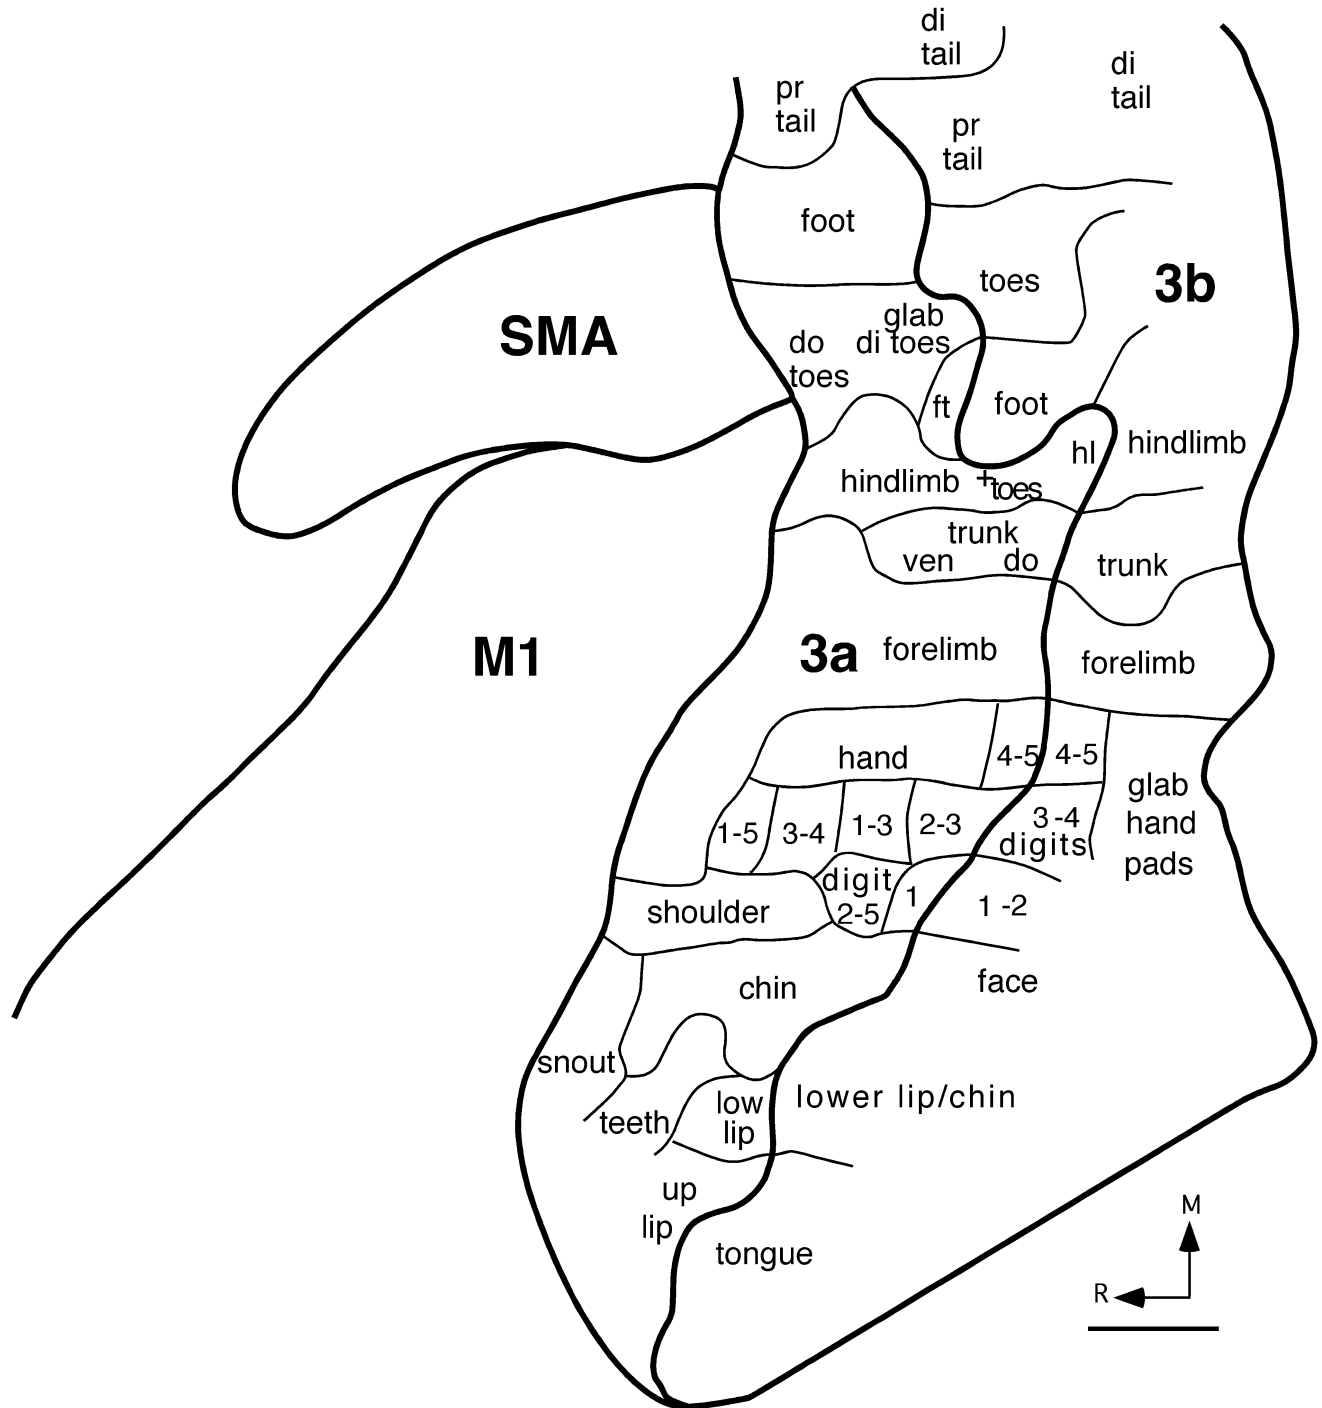 di
tail
di
tail
pr
tail
pr
tail
foot
toes
3b
glab
di toes
do
toes
SMA
ft
foot
hl
hindlimb
hindlimb +
toes
trunk
ven do
trunk
M1
3a
forelimb
forelimb
hand
4-5
4-5
glab
hand
pads
1-5
3-4
1-3
2-3
3-4
digits
digit
2-5
1
1-2
shoulder
chin
face
snout
teeth
low
lip
lower lip/chin
up
lip
tongue
M
R